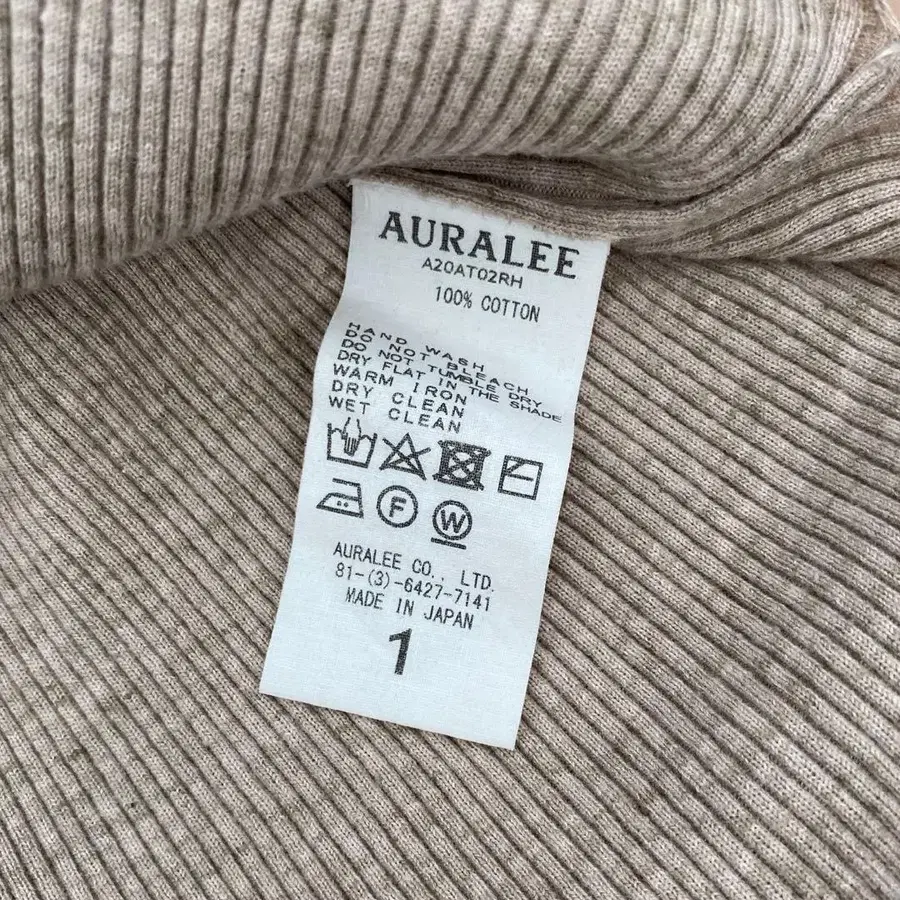 AURALEE
A20AT02RH
100% COTTON
HAND WASH
DO NOT BLEACH
DO NOT TUMBLE DRY
DRY FLAT IN THE SHADE
WARM IRON
DRY CLEAN
WET CLEAN
F W
AURALEE CO., LTD.
81-(3)-6427-7141
MADE IN JAPAN
1